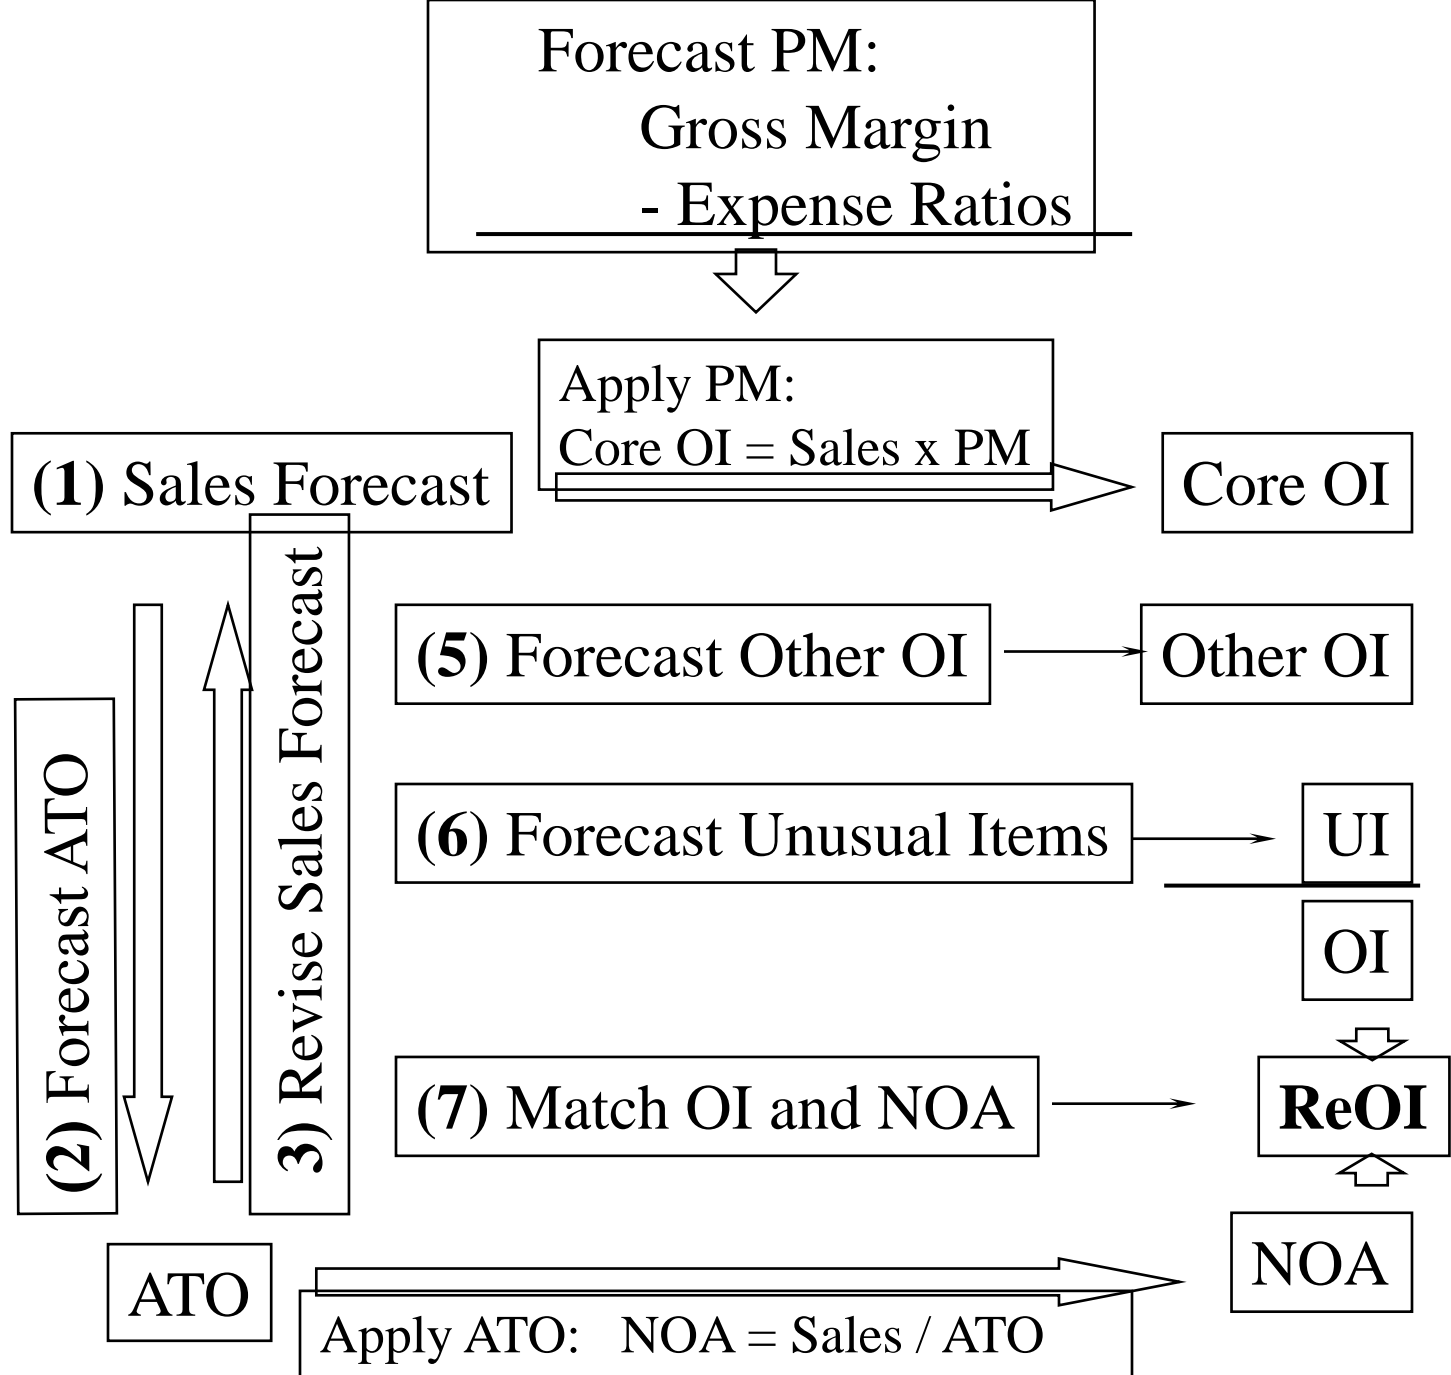 Forecast PM:
Gross Margin
- Expense Ratios
Apply PM:
Core OI = Sales x PM
(1) Sales Forecast
Core OI
(2) Forecast ATO
3) Revise Sales Forecast
(5) Forecast Other OI
Other OI
(6) Forecast Unusual Items
UI
OI
(7) Match OI and NOA
ReOI
NOA
ATO
Apply ATO: NOA = Sales / ATO